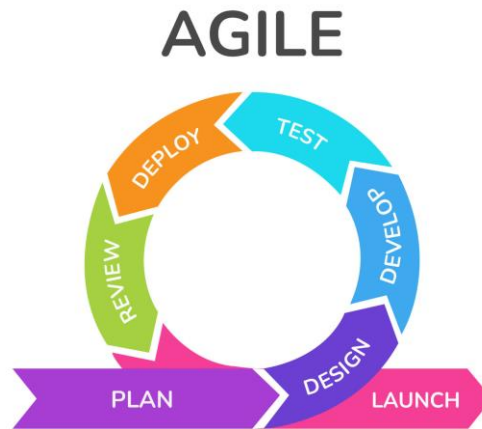 AGILE
PLAN
DESIGN
DEVELOP
TEST
DEPLOY
REVIEW
LAUNCH